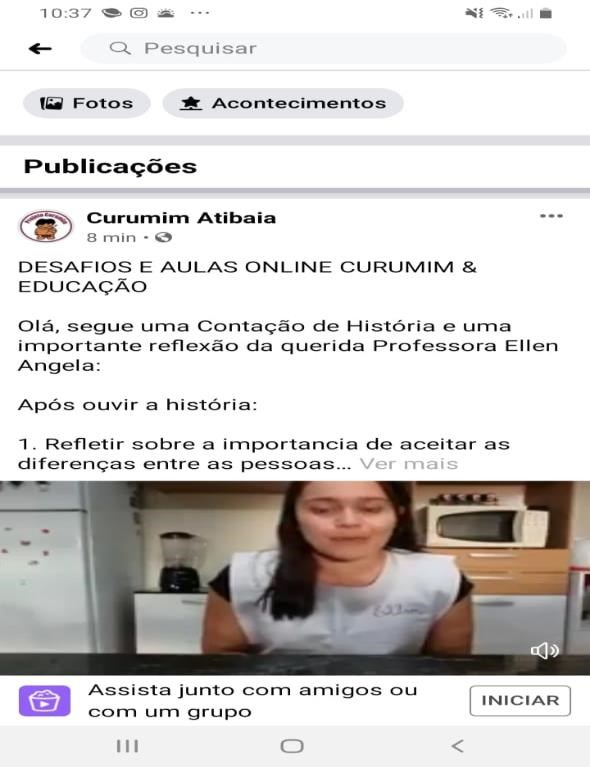 10:37
Pesquisar
Fotos
Acontecimentos
Publicações
Projeto Curumim
Curumim Atibaia
8 min
DESAFIOS E AULAS ONLINE CURUMIM &
EDUCAÇÃO
Olá, segue uma Contação de História e uma
importante reflexão da querida Professora Ellen
Angela:
Após ouvir a história:
1. Refletir sobre a importancia de aceitar as
diferenças entre as pessoas... Ver mais
Assista junto com amigos ou
com um grupo
INICIAR